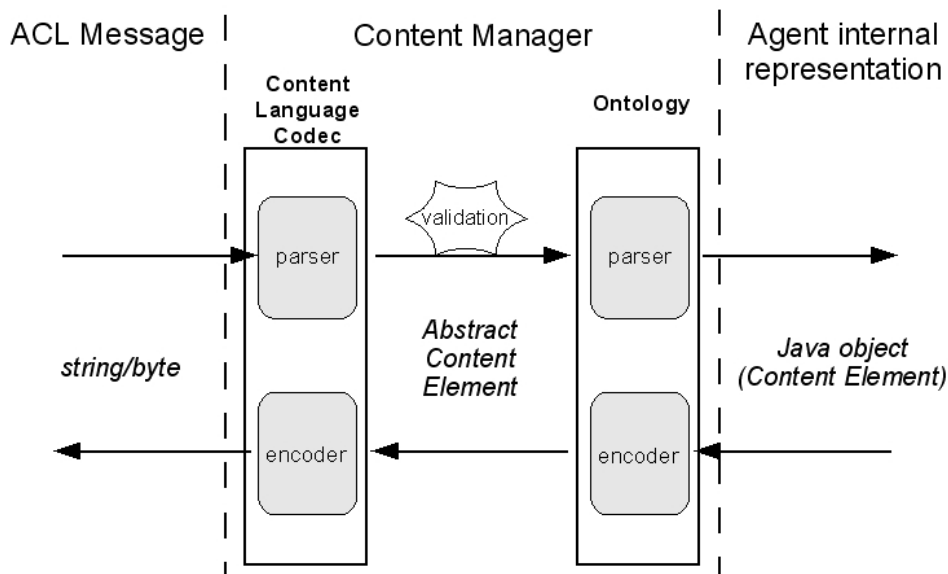 ACL Message
Content Manager
Agent internal
representation
Content
Language
Codec
Ontology
validation
parser
parser
string/byte
Abstract
Content
Element
Java object
(Content Element)
encoder
encoder